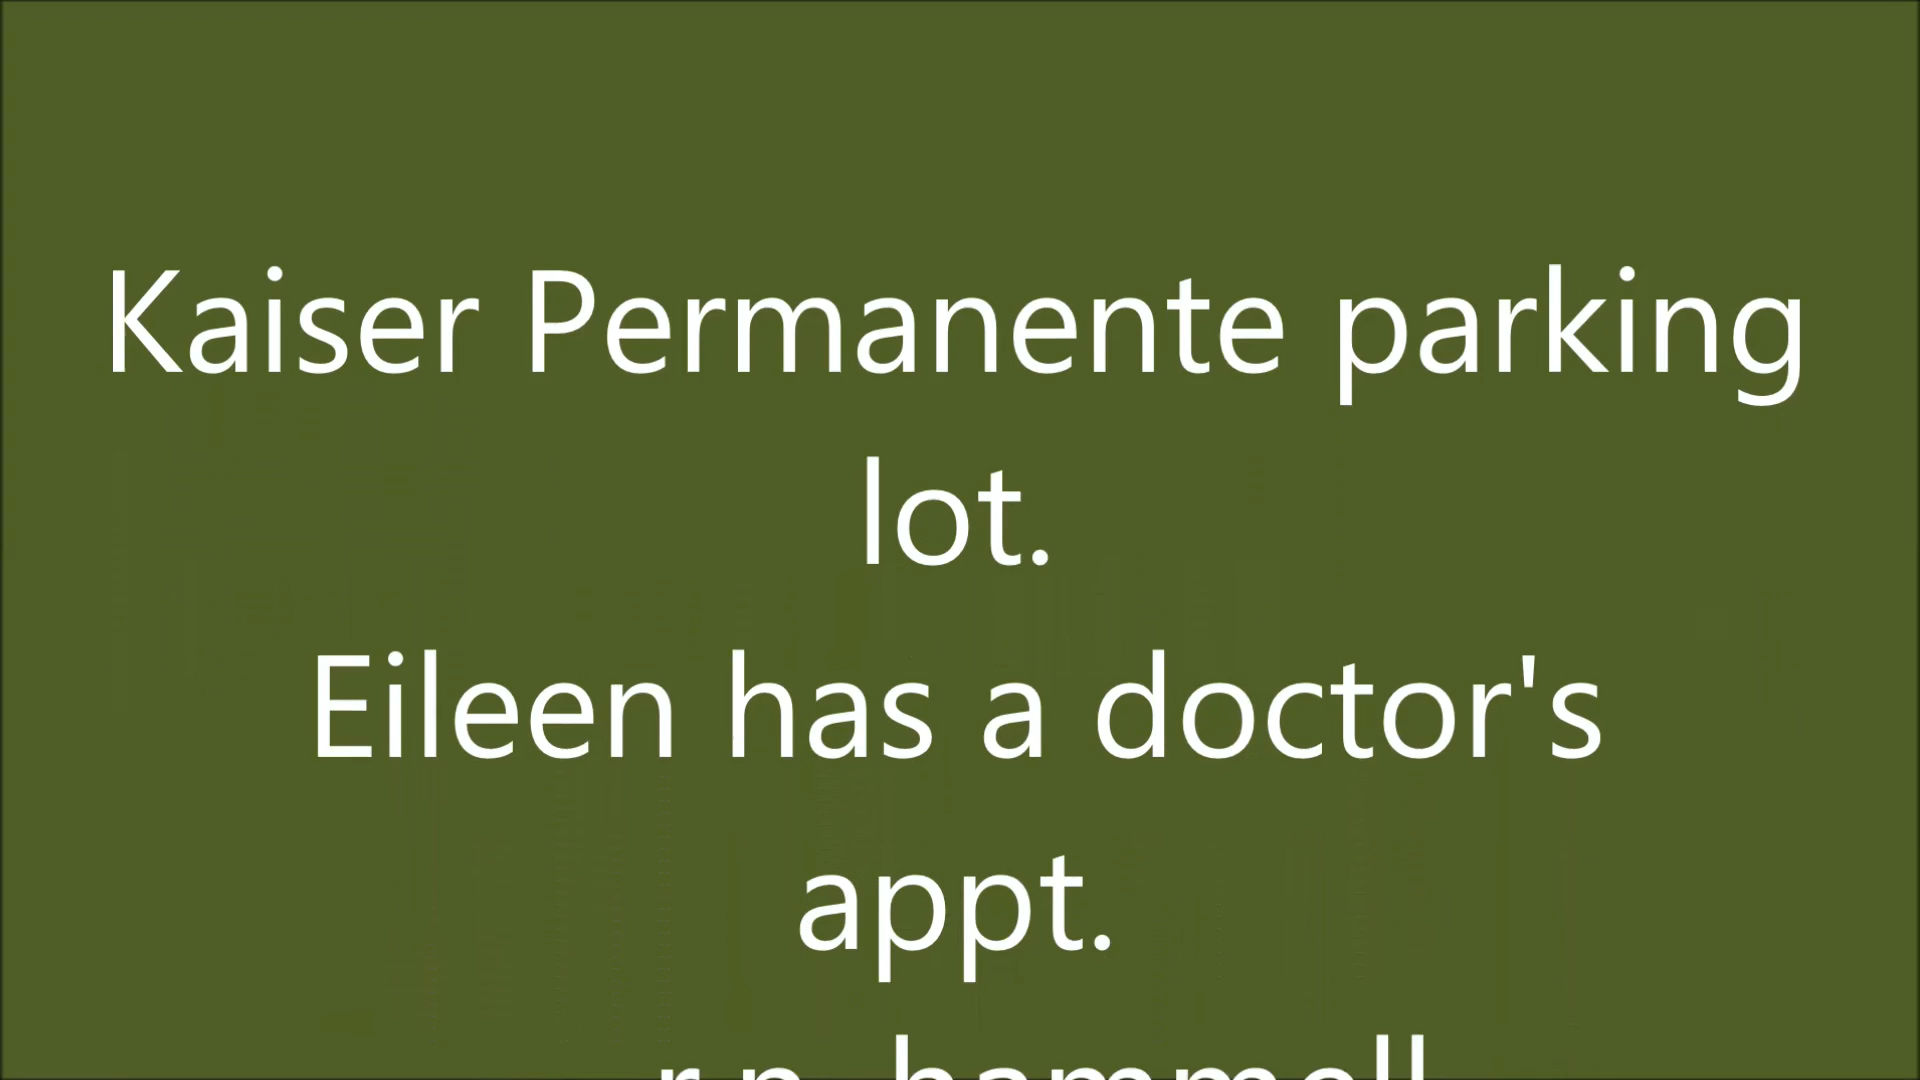 Kaiser Permanente parking
lot.
Eileen has a doctor's
appt.